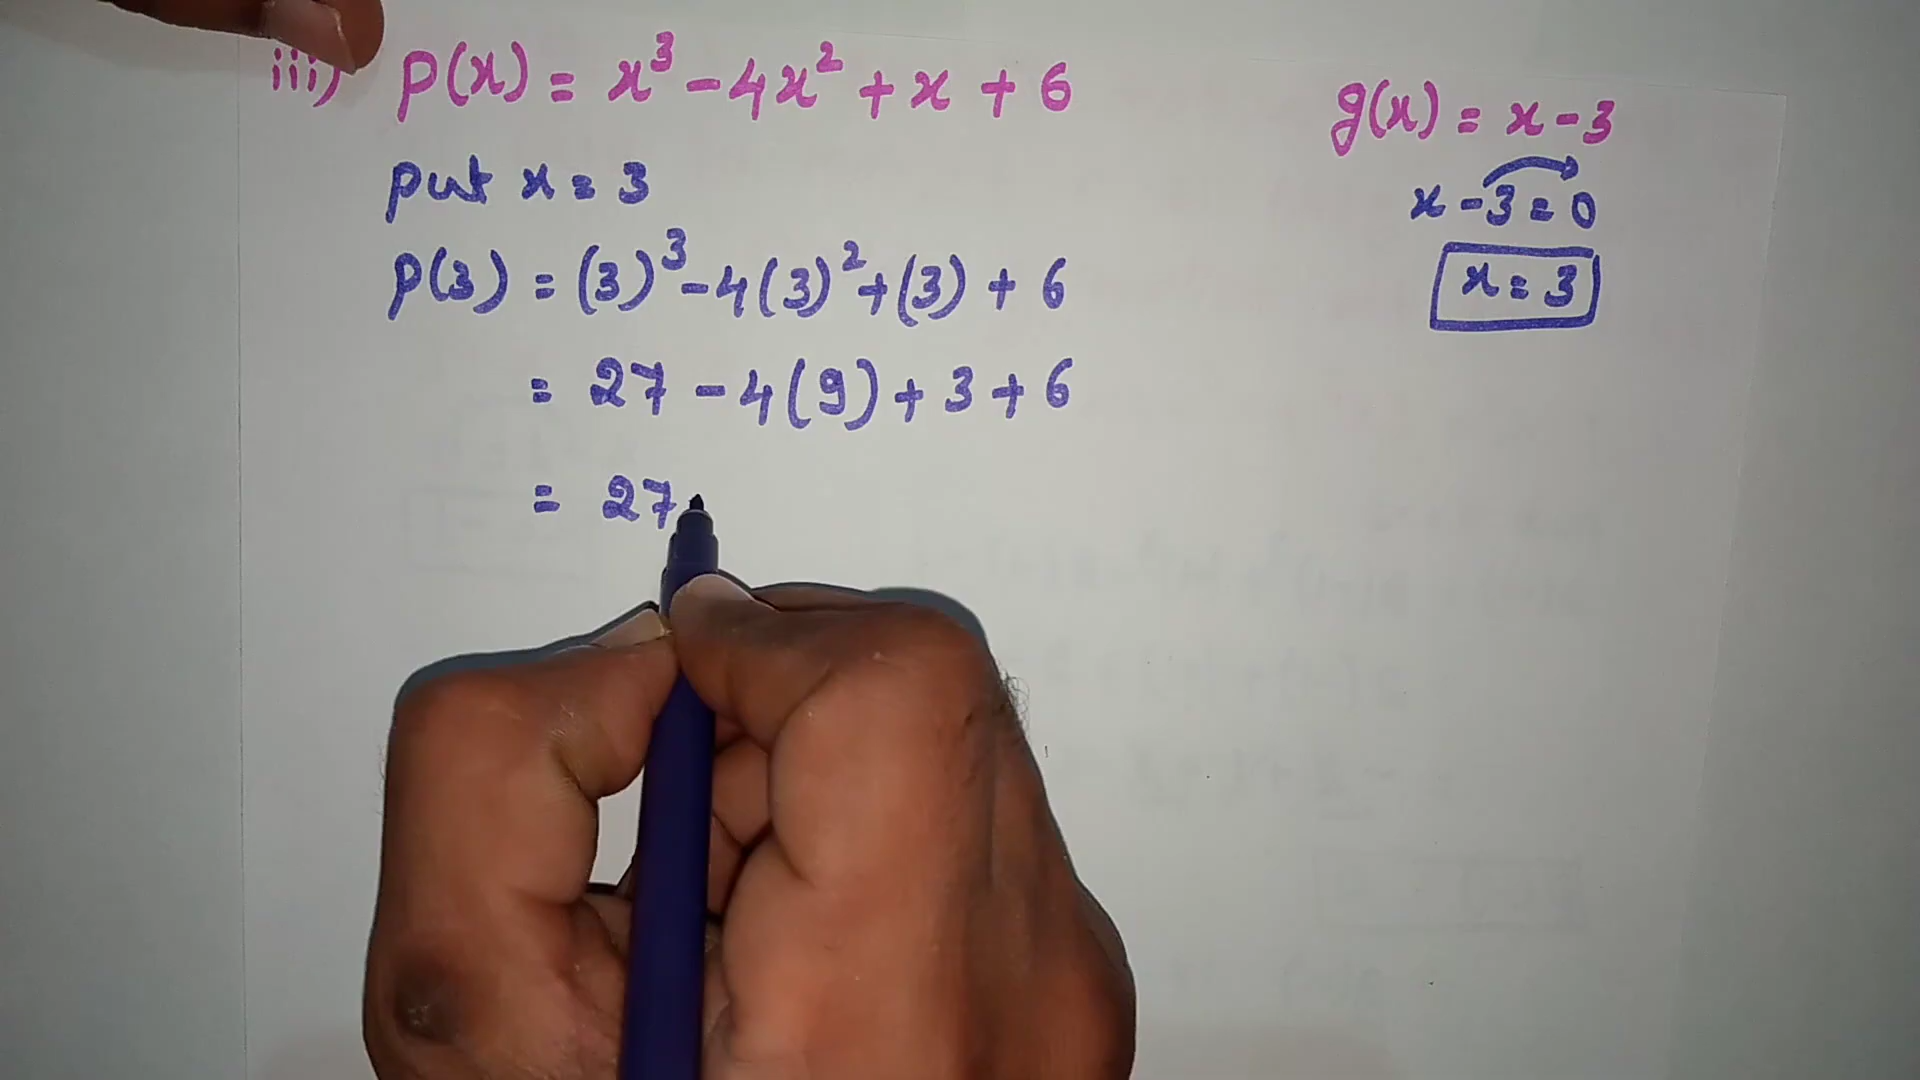 iii) p(x) = x³ - 4x² + x + 6
g(x) = x - 3
put x = 3
x - 3 = 0
p(3) = (3)³ - 4(3)² + (3) + 6
x = 3
= 27 - 4(9) + 3 + 6
= 27